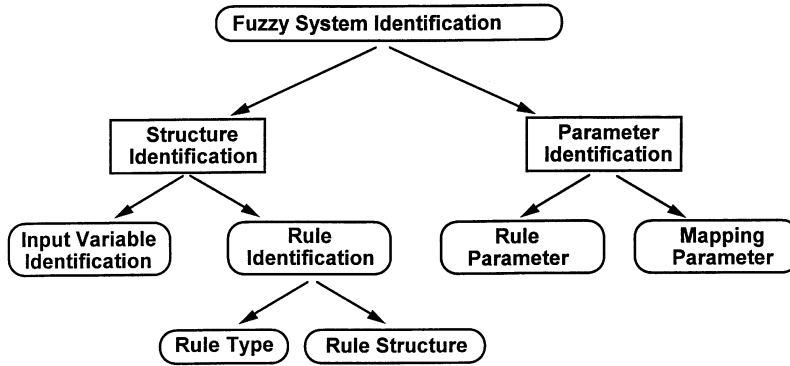 Fuzzy System Identification
Structure
Identification
Parameter
Identification
Input Variable
Identification
Rule
Identification
Rule
Parameter
Mapping
Parameter
Rule Type
Rule Structure